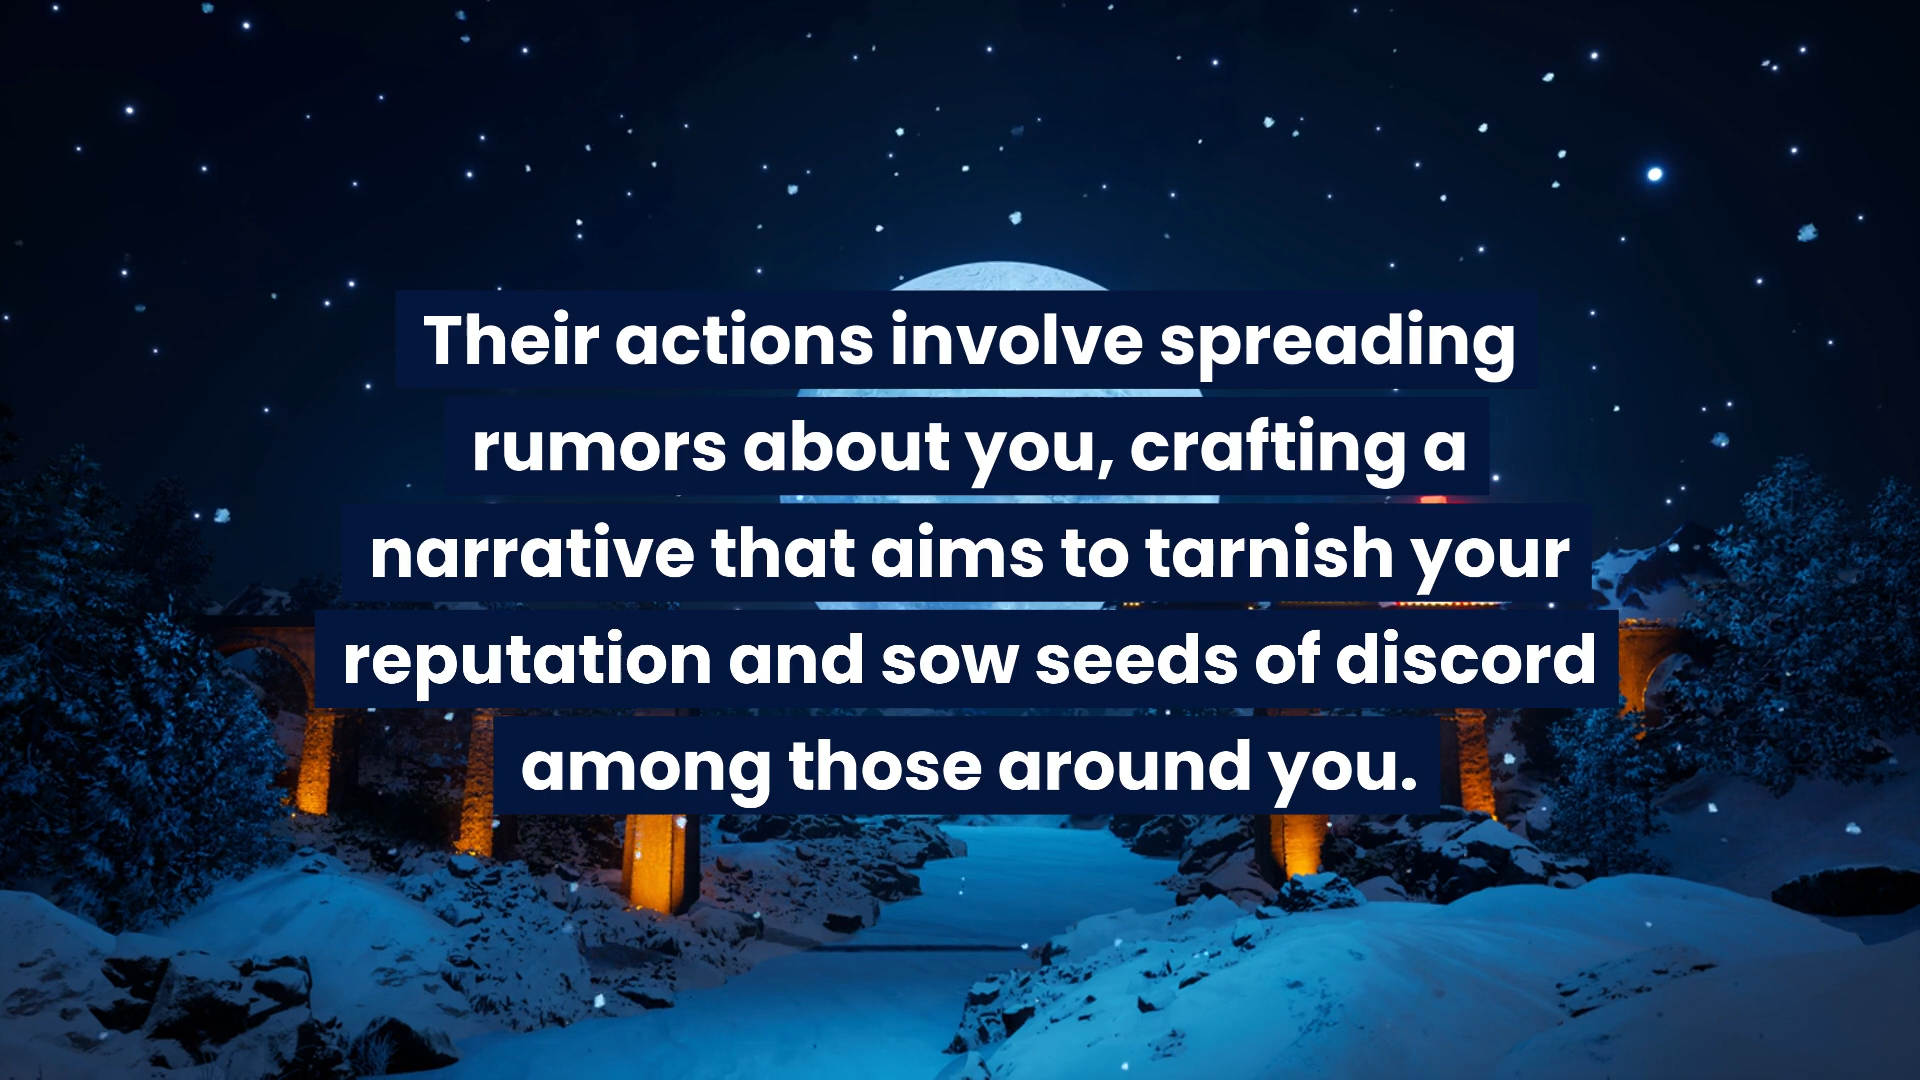 Their actions involve spreading
rumors about you, crafting a
narrative that aims to tarnish your
reputation and sow seeds of discord
among those around you.